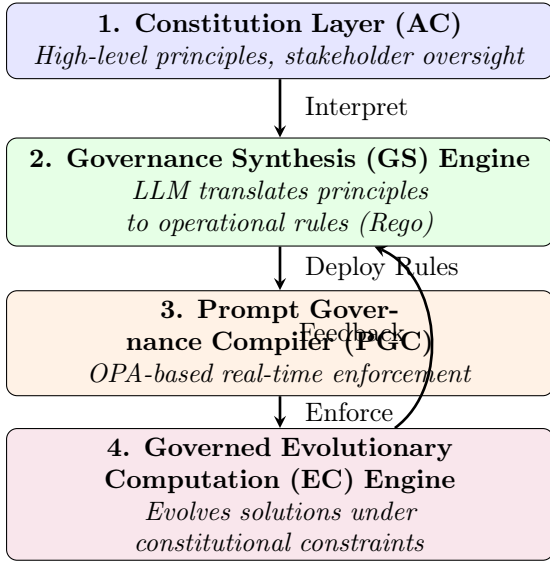 1. Constitution Layer (AC)
High-level principles, stakeholder oversight
Interpret
2. Governance Synthesis (GS) Engine
LLM translates principles
to operational rules (Rego)
Deploy Rules
3. Prompt Gover-
nance Compiler (PGC)
Feedback
OPA-based real-time enforcement
Enforce
4. Governed Evolutionary
Computation (EC) Engine
Evolves solutions under
constitutional constraints